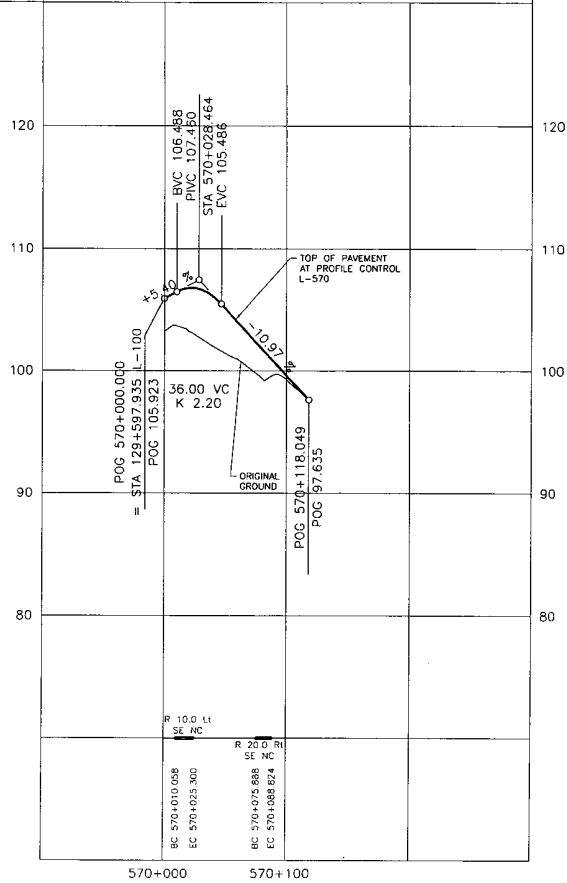 120
110
100
90
80
120
110
100
90
80
BVC 106.488
PIVC 107.460
STA 570+028.464
EVC 105.486
+5.40 %
TOP OF PAVEMENT
AT PROFILE CONTROL
L-570
-10.97 %
POG 570+000.000
= STA 129+597.935 L-100
POG 105.923
36.00 VC
K 2.20
ORIGINAL
GROUND
POG 570+118.049
POG 97.635
R 10.0 Lt
SE NC
R 20.0 Rt
SE NC
BC 570+010.058
EC 570+025.300
BC 570+075.888
EC 570+088.824
570+000
570+100